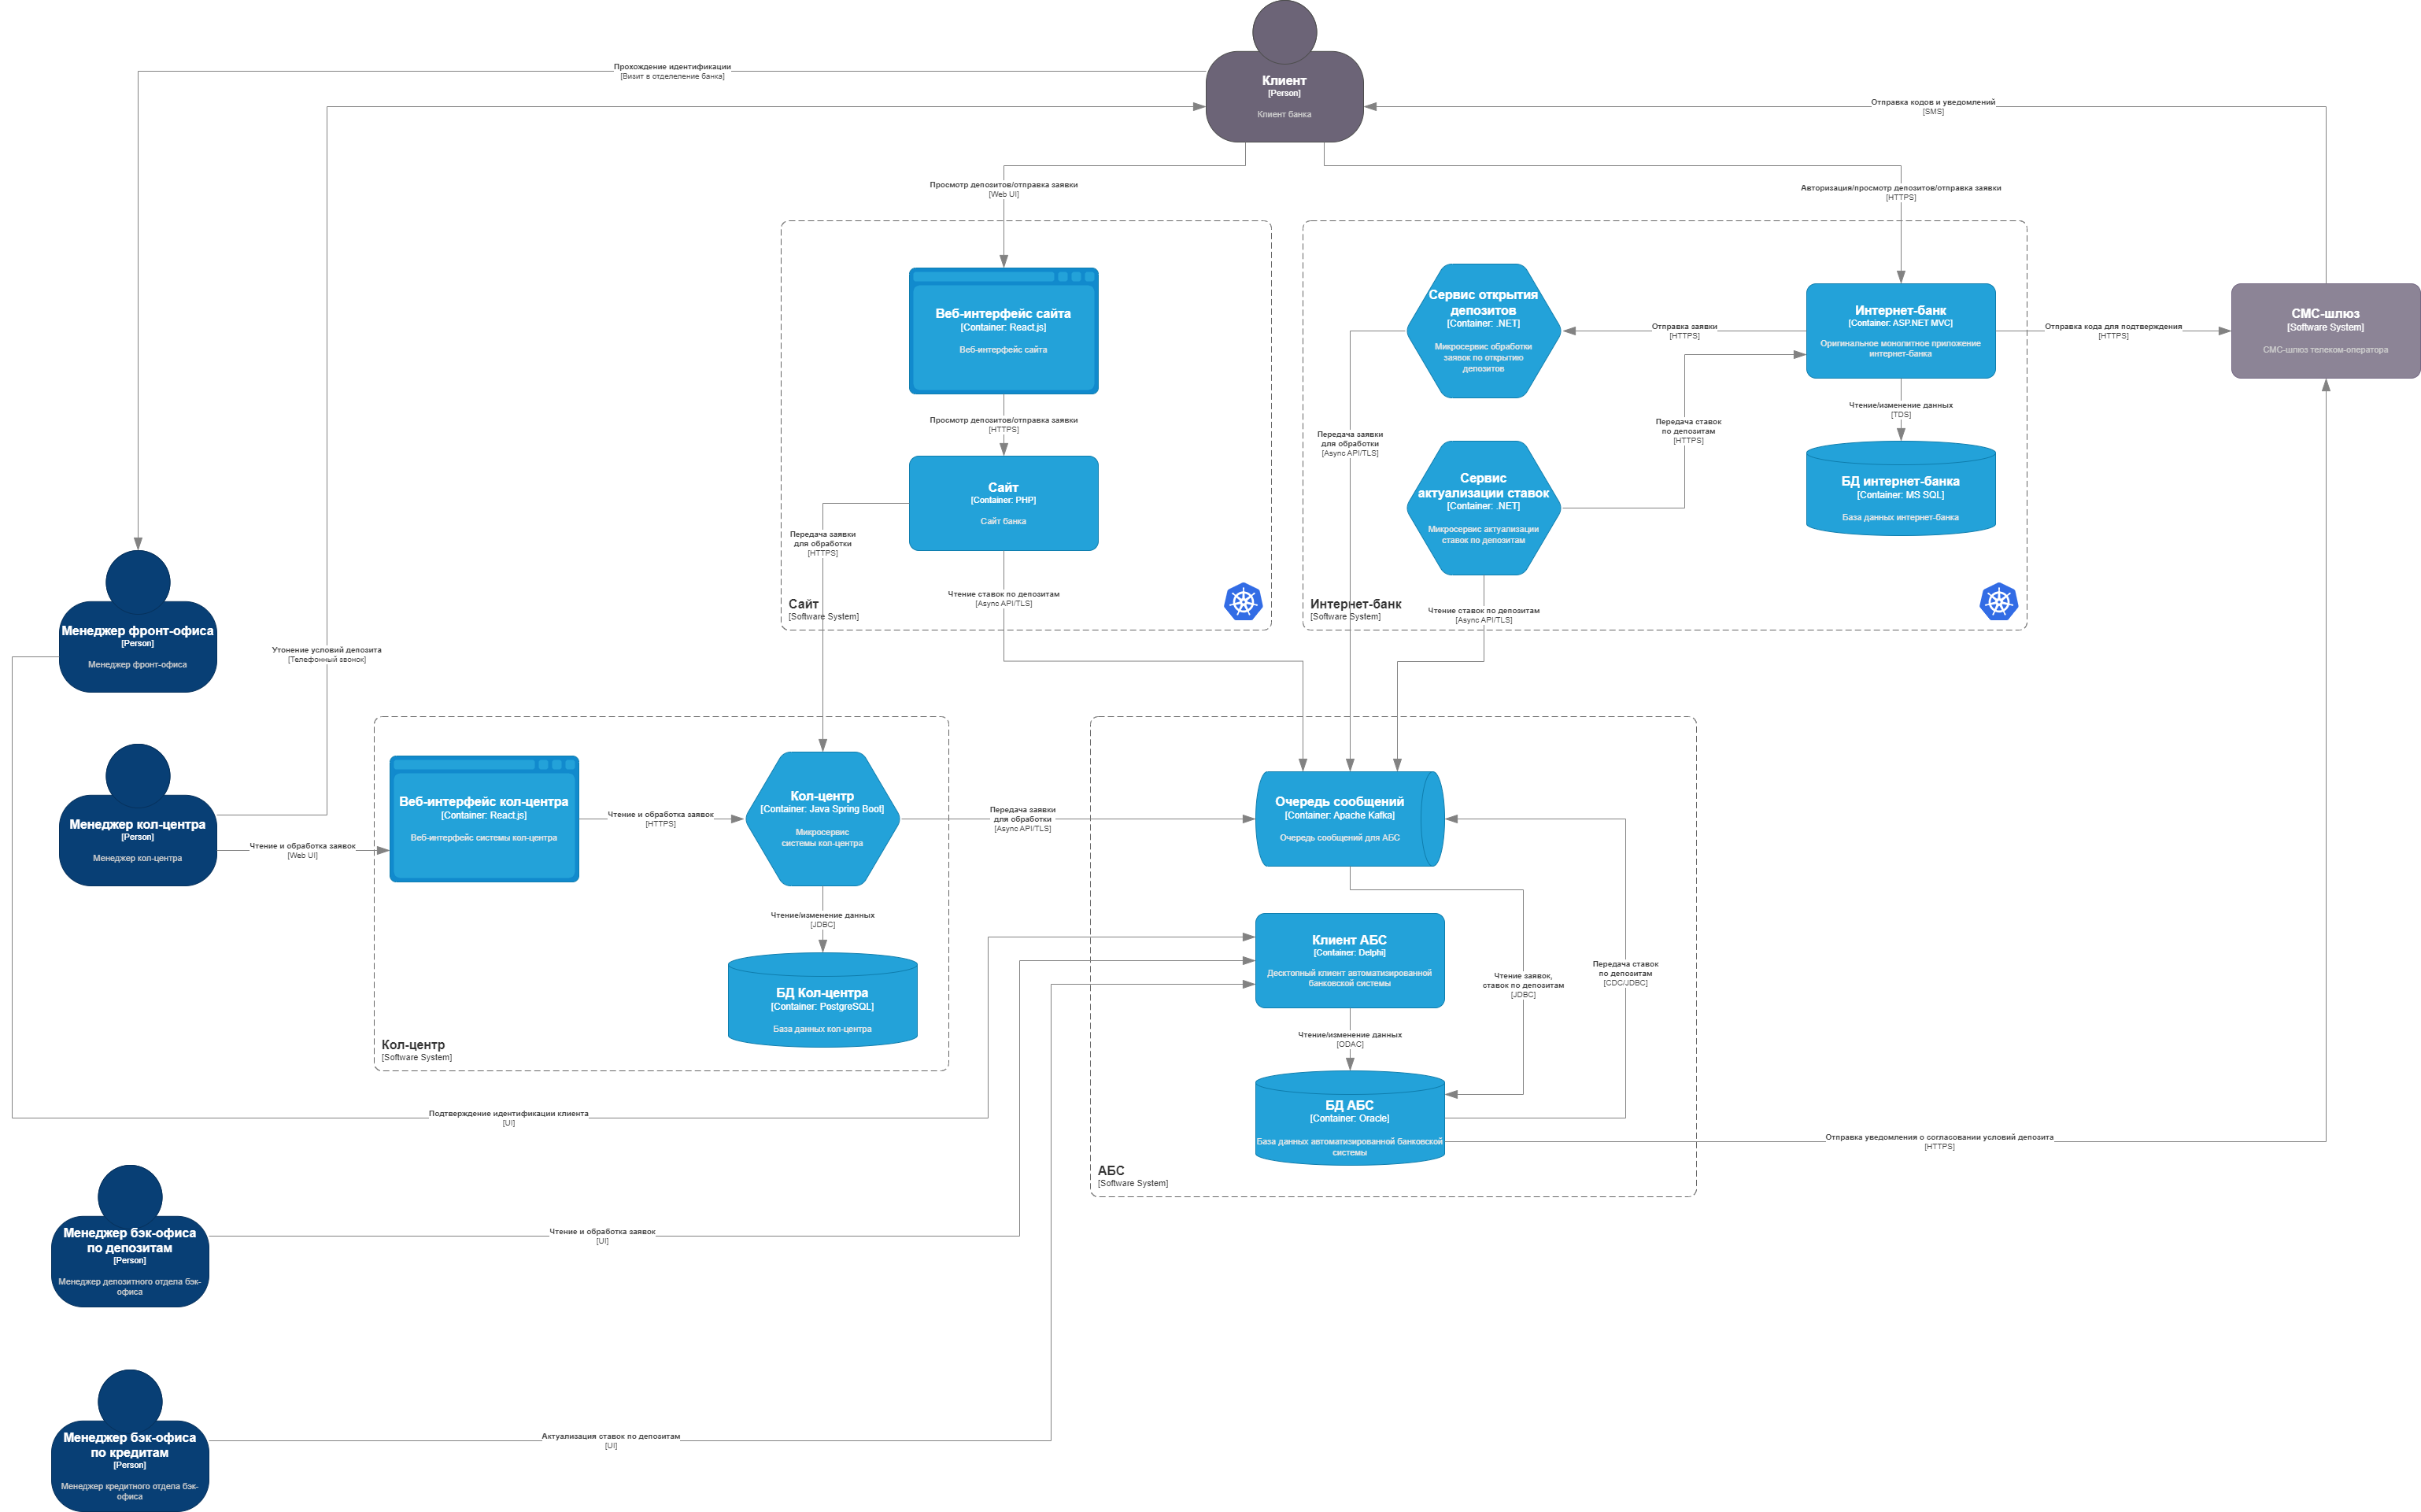 Клиент
[Person]
Клиент банка
Прохождение идентификации
[Визит в отделеление банка]
Отправка кодов и уведомлений
[SMS]
Просмотр депозитов/отправка заявки
[Web UI]
Авторизация/просмотр депозитов/отправка заявки
[HTTPS]
Веб-интерфейс сайта
[Container: React.js]
Веб-интерфейс сайта
Просмотр депозитов/отправка заявки
[HTTPS]
Сайт
[Container: PHP]
Сайт банка
Передача заявки
для обработки
[HTTPS]
Чтение ставок по депозитам
[Async API/TLS]
Сайт
[Software System]
Сервис открытия
депозитов
[Container: .NET]
Микросервис обработки
заявок по открытию
депозитов
Отправка заявки
[HTTPS]
Интернет-банк
[Container: ASP.NET MVC]
Оригинальное монолитное приложение
интернет-банка
Отправка кода для подтверждения
[HTTPS]
СМС-шлюз
[Software System]
СМС-шлюз телеком-оператора
Передача заявки
для обработки
[Async API/TLS]
Передача ставок
по депозитам
[HTTPS]
Чтение/изменение данных
[TDS]
Сервис
актуализации ставок
[Container: .NET]
Микросервис актуализации
ставок по депозитам
БД интернет-банка
[Container: MS SQL]
База данных интернет-банка
Интернет-банк
[Software System]
Чтение ставок по депозитам
[Async API/TLS]
Менеджер фронт-офиса
[Person]
Менеджер фронт-офиса
Утонение условий депозита
[Телефонный звонок]
Менеджер кол-центра
[Person]
Менеджер кол-центра
Чтение и обработка заявок
[Web UI]
Веб-интерфейс кол-центра
[Container: React.js]
Веб-интерфейс системы кол-центра
Чтение и обработка заявок
[HTTPS]
Кол-центр
[Container: Java Spring Boot]
Микросервис
системы кол-центра
Передача заявки
для обработки
[Async API/TLS]
Чтение/изменение данных
[JDBC]
БД Кол-центра
[Container: PostgreSQL]
База данных кол-центра
Кол-центр
[Software System]
Очередь сообщений
[Container: Apache Kafka]
Очередь сообщений для АБС
Клиент АБС
[Container: Delphi]
Десктопный клиент автоматизированной
банковской системы
Чтение заявок,
ставок по депозитам
[JDBC]
Передача ставок
по депозитам
[CDC/JDBC]
Чтение/изменение данных
[ODAC]
БД АБС
[Container: Oracle]
База данных автоматизированной банковской
системы
АБС
[Software System]
Подтверждение идентификации клиента
[UI]
Отправка уведомления о согласовании условий депозита
[HTTPS]
Менеджер бэк-офиса
по депозитам
[Person]
Менеджер депозитного отдела бэк-
офиса
Чтение и обработка заявок
[UI]
Менеджер бэк-офиса
по кредитам
[Person]
Менеджер кредитного отдела бэк-
офиса
Актуализация ставок по депозитам
[UI]